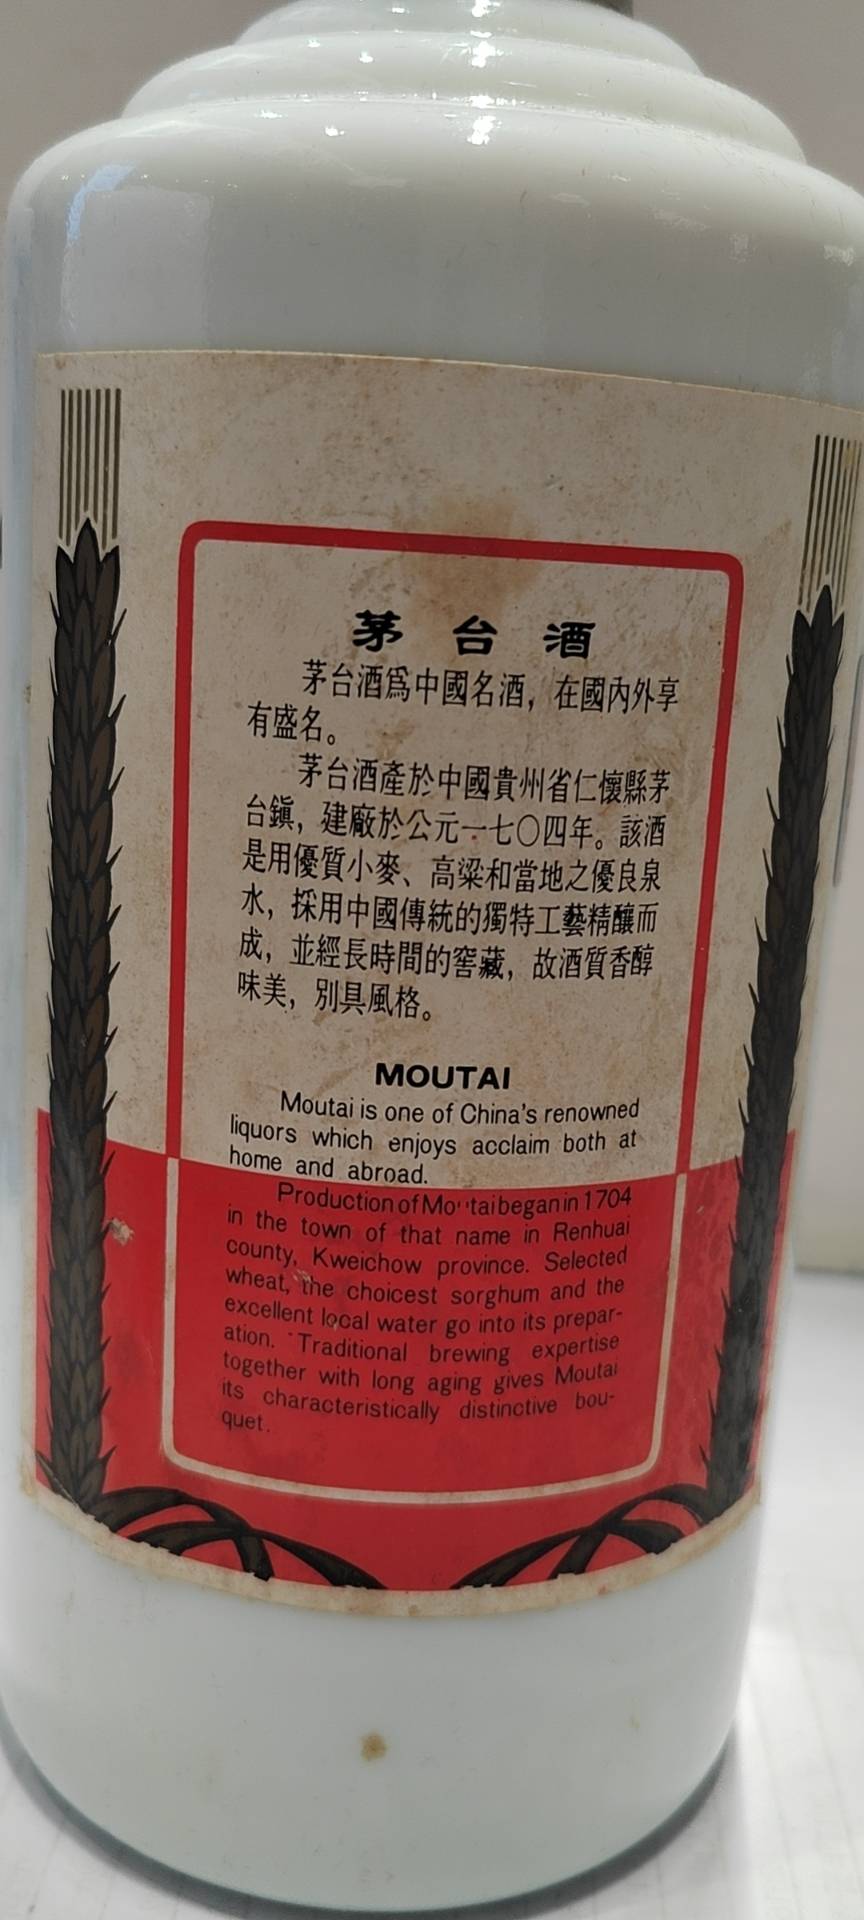 茅台酒
茅台酒爲中國名酒，在國內外享
有盛名。
茅台酒產於中國貴州省仁懷縣茅
台鎮，建廠於公元一七〇四年。該酒
是用優質小麥、高粱和當地之優良泉
水，採用中國傳統的獨特工藝精釀而
成，並經長時間的窖藏，故酒質香醇
味美，別具風格。
MOUTAI
Moutai is one of China's renowned
liquors which enjoys acclaim both at
home and abroad.
Production of Moutai began in 1704
in the town of that name in Renhuai
county, Kweichow province. Selected
wheat, the choicest sorghum and the
excellent local water go into its prepar-
ation. Traditional brewing expertise
together with long aging gives Moutai
its characteristically distinctive bou-
quet.